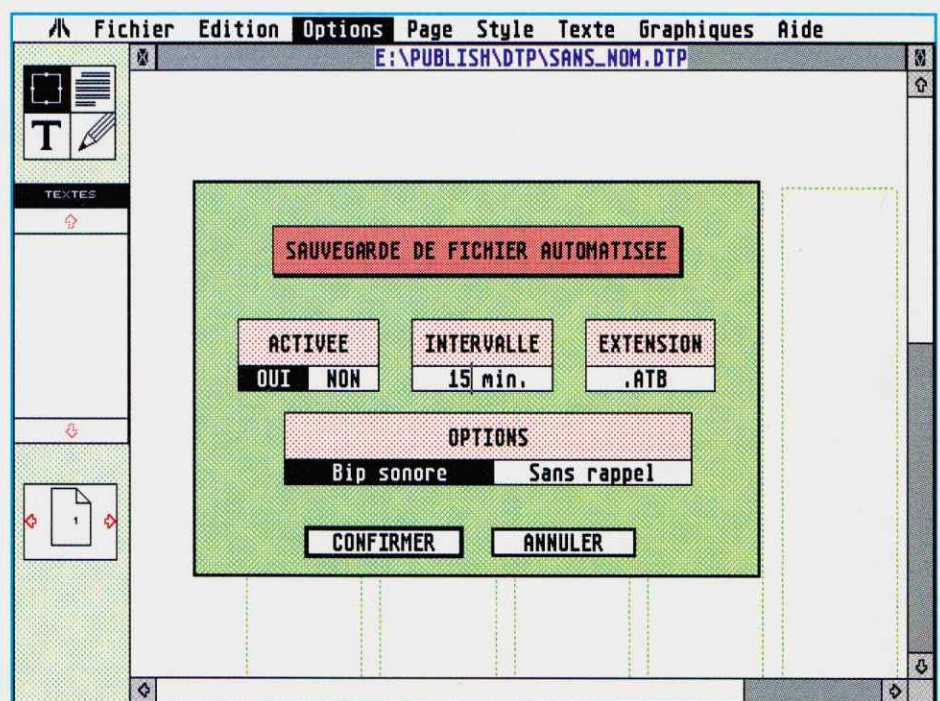 Fichier Edition Options Page Style Texte Graphiques Aide
E:\PUBLISH\DTP\SANS_NOM.DTP
T
TEXTES
SAUVEGARDE DE FICHIER AUTOMATISEE
ACTIVEE INTERVALLE EXTENSION
OUI NON 15 min. .ATB
OPTIONS
Bip sonore Sans rappel
1
CONFIRMER ANNULER